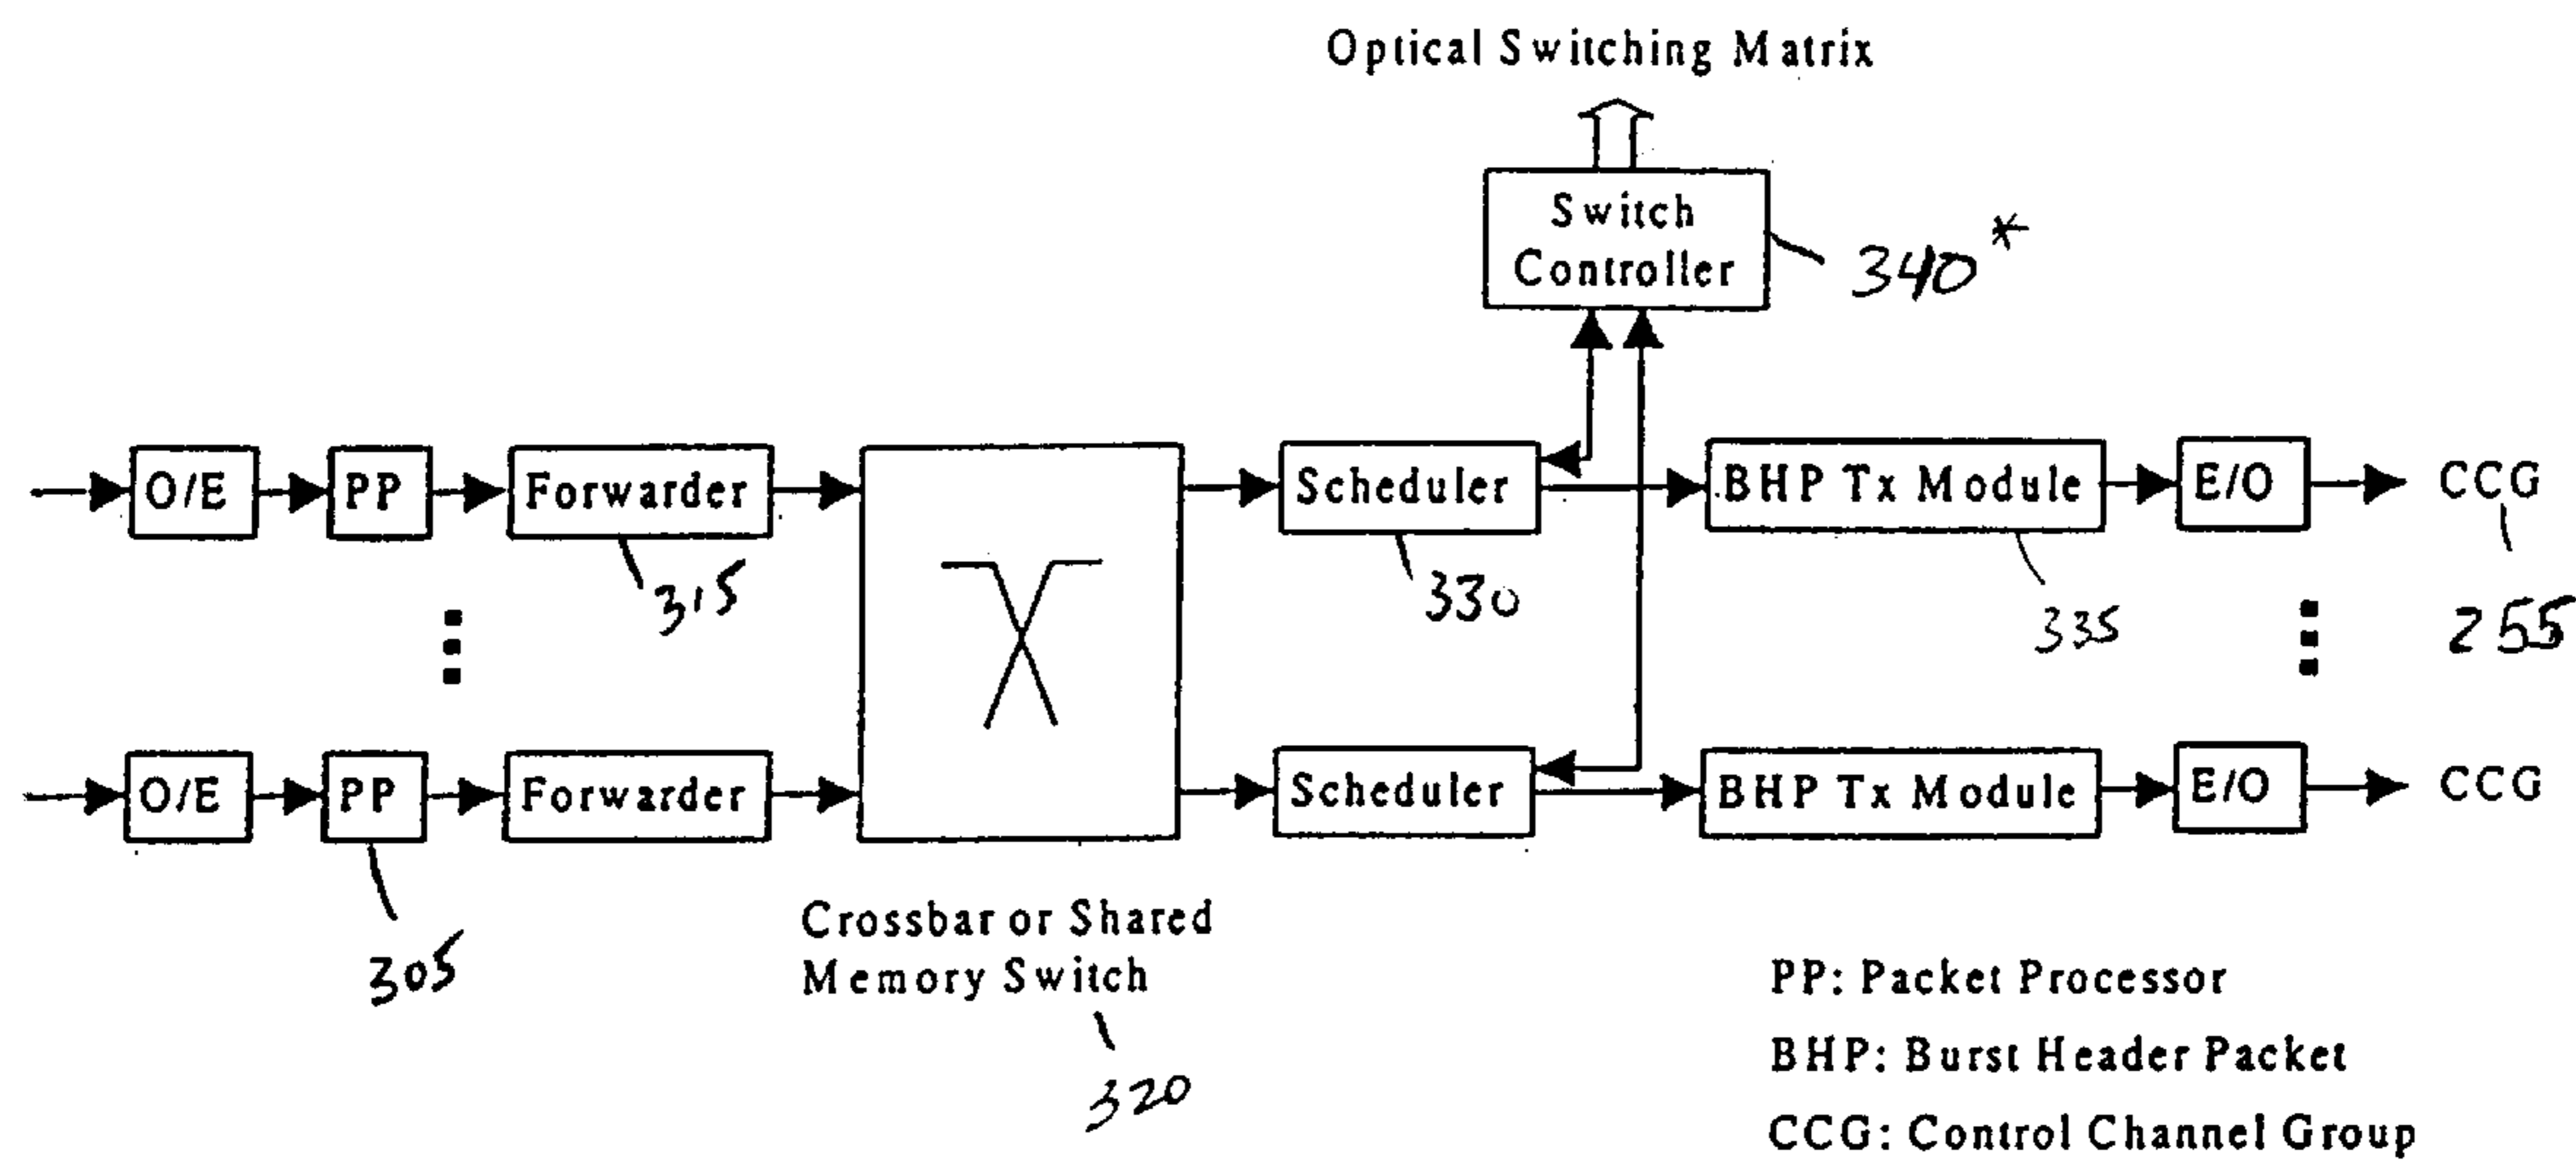 Optical Switching Matrix
Switch
Controller
340*
O/E
PP
Forwarder
Scheduler
BHP Tx Module
E/O
CCG
315
330
335
255
O/E
PP
Forwarder
Scheduler
BHP Tx Module
E/O
CCG
305
Crossbar or Shared
Memory Switch
320
PP: Packet Processor
BHP: Burst Header Packet
CCG: Control Channel Group